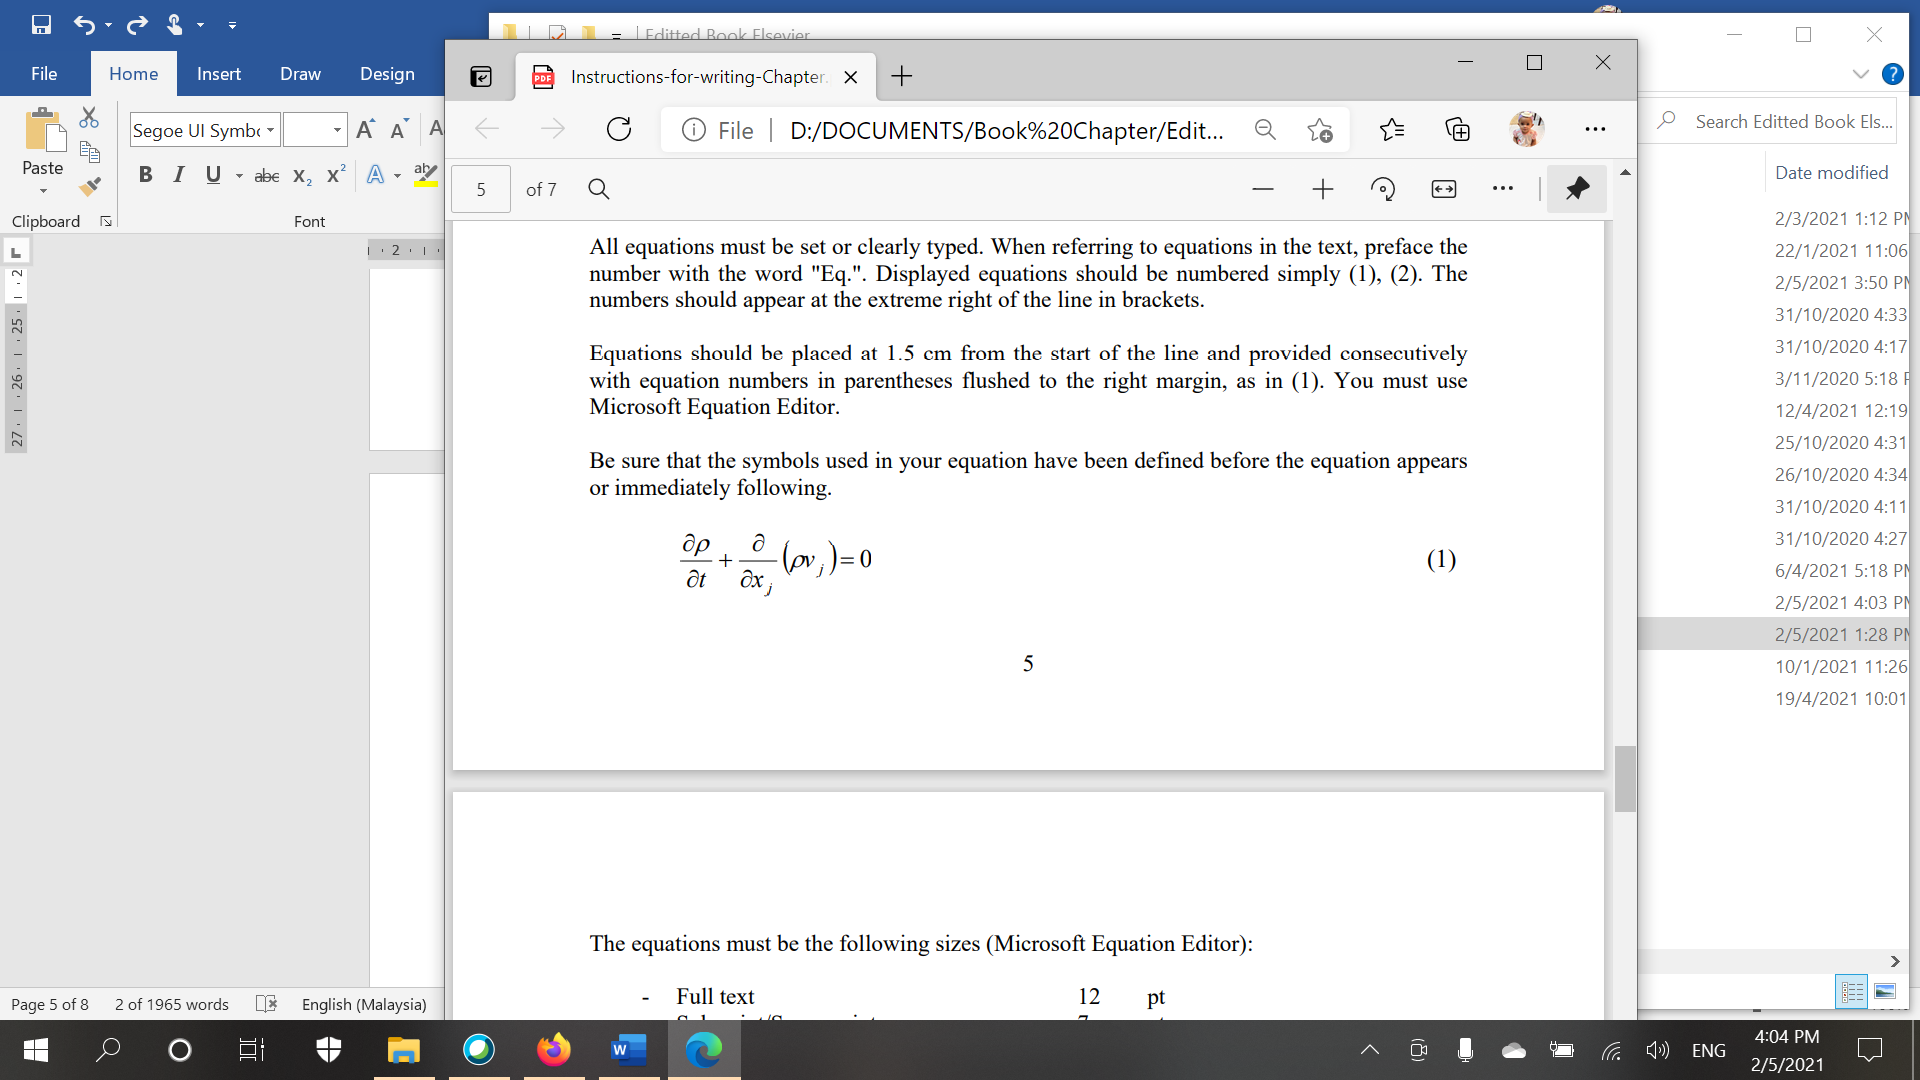 Editted Book Elsevier
File Home Insert Draw Design
Segoe UI Symbo
Paste
Clipboard
Font
Instructions-for-writing-Chapter.
File D:/DOCUMENTS/Book%20Chapter/Edit...
5 of 7
All equations must be set or clearly typed. When referring to equations in the text, preface the
number with the word "Eq.". Displayed equations should be numbered simply (1), (2). The
numbers should appear at the extreme right of the line in brackets.
Equations should be placed at 1.5 cm from the start of the line and provided consecutively
with equation numbers in parentheses flushed to the right margin, as in (1). You must use
Microsoft Equation Editor.
Be sure that the symbols used in your equation have been defined before the equation appears
or immediately following.
∂ρ/∂t + ∂/∂x_j (ρv_j) = 0 (1)
5
The equations must be the following sizes (Microsoft Equation Editor):
- Full text 12 pt
Search Editted Book Els...
Date modified
2/3/2021 1:12 PM
22/1/2021 11:06
2/5/2021 3:50 PM
31/10/2020 4:33
31/10/2020 4:17
3/11/2020 5:18 P
12/4/2021 12:19
25/10/2020 4:31
26/10/2020 4:34
31/10/2020 4:11
31/10/2020 4:27
6/4/2021 5:18 PM
2/5/2021 4:03 PM
2/5/2021 1:28 PM
10/1/2021 11:26
19/4/2021 10:01
2
25
26
27
Page 5 of 8 2 of 1965 words English (Malaysia)
ENG
4:04 PM
2/5/2021